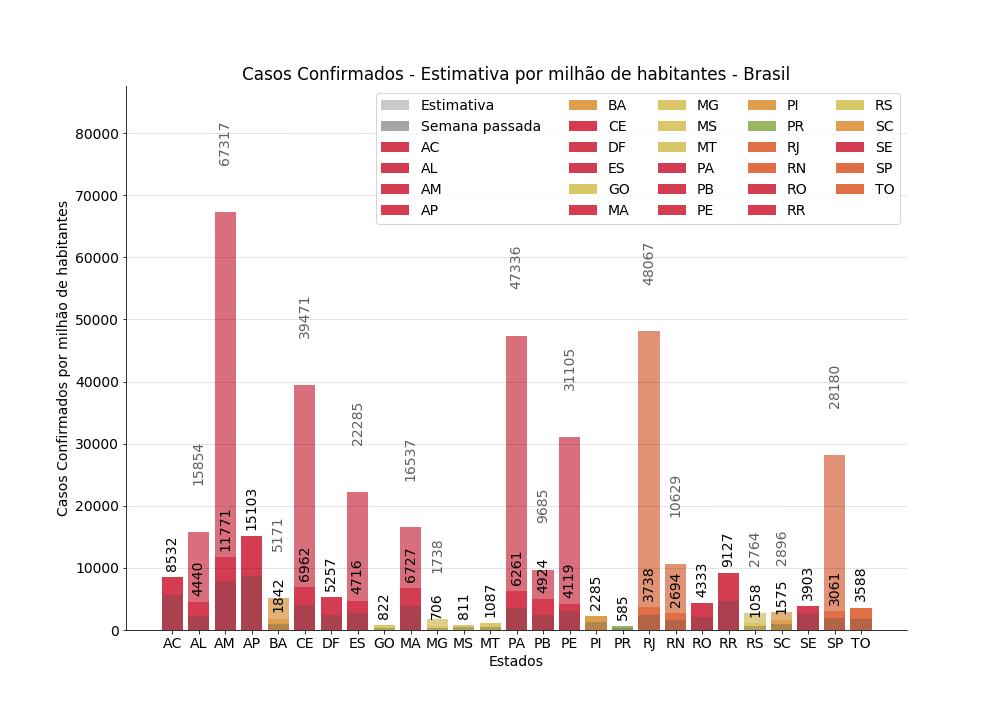 Casos Confirmados - Estimativa por milhão de habitantes - Brasil
Estimativa
Semana passada
AC
AL
AM
AP
BA
CE
DF
ES
GO
MA
MG
MS
MT
PA
PB
PE
PI
PR
RJ
RN
RO
RR
RS
SC
SE
SP
TO
Casos Confirmados por milhão de habitantes
80000
70000
60000
50000
40000
30000
20000
10000
0
8532
15854
4440
67317
11771
15103
5171
1842
39471
6962
5257
22285
4716
822
16537
6727
1738
706
811
1087
47336
6261
9685
4924
31105
4119
2285
585
48067
3738
10629
2694
4333
9127
2764
1058
2896
1575
3903
28180
3061
3588
AC AL AM AP BA CE DF ES GO MA MG MS MT PA PB PE PI PR RJ RN RO RR RS SC SE SP TO
Estados